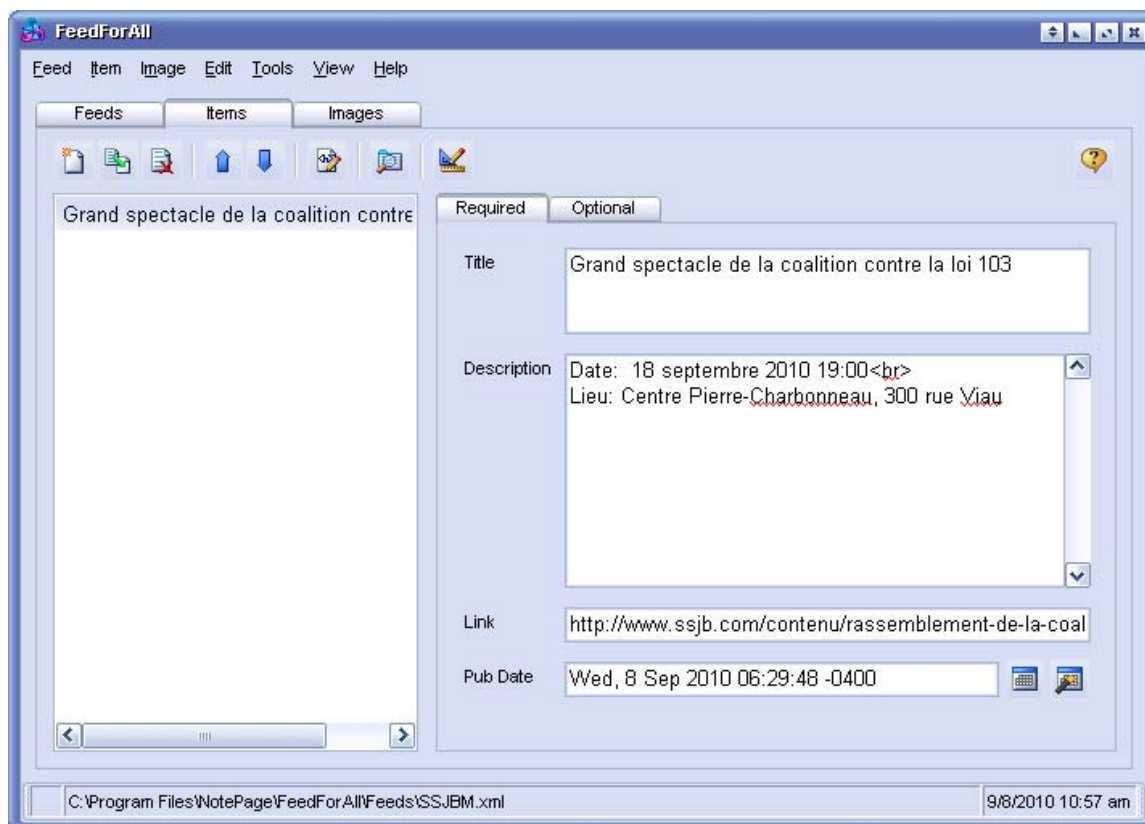 FeedForAll
Feed Item Image Edit Tools View Help
Feeds Items Images
Grand spectacle de la coalition contre
Required Optional
Title
Grand spectacle de la coalition contre la loi 103
Description
Date: 18 septembre 2010 19:00<br>
Lieu: Centre Pierre-Charbonneau, 300 rue Viau
Link
http://www.ssjb.com/contenu/rassemblement-de-la-coal
Pub Date
Wed, 8 Sep 2010 06:29:48 -0400
C:\Program Files\NotePage\FeedForAll\Feeds\SSJBM.xml
9/8/2010 10:57 am